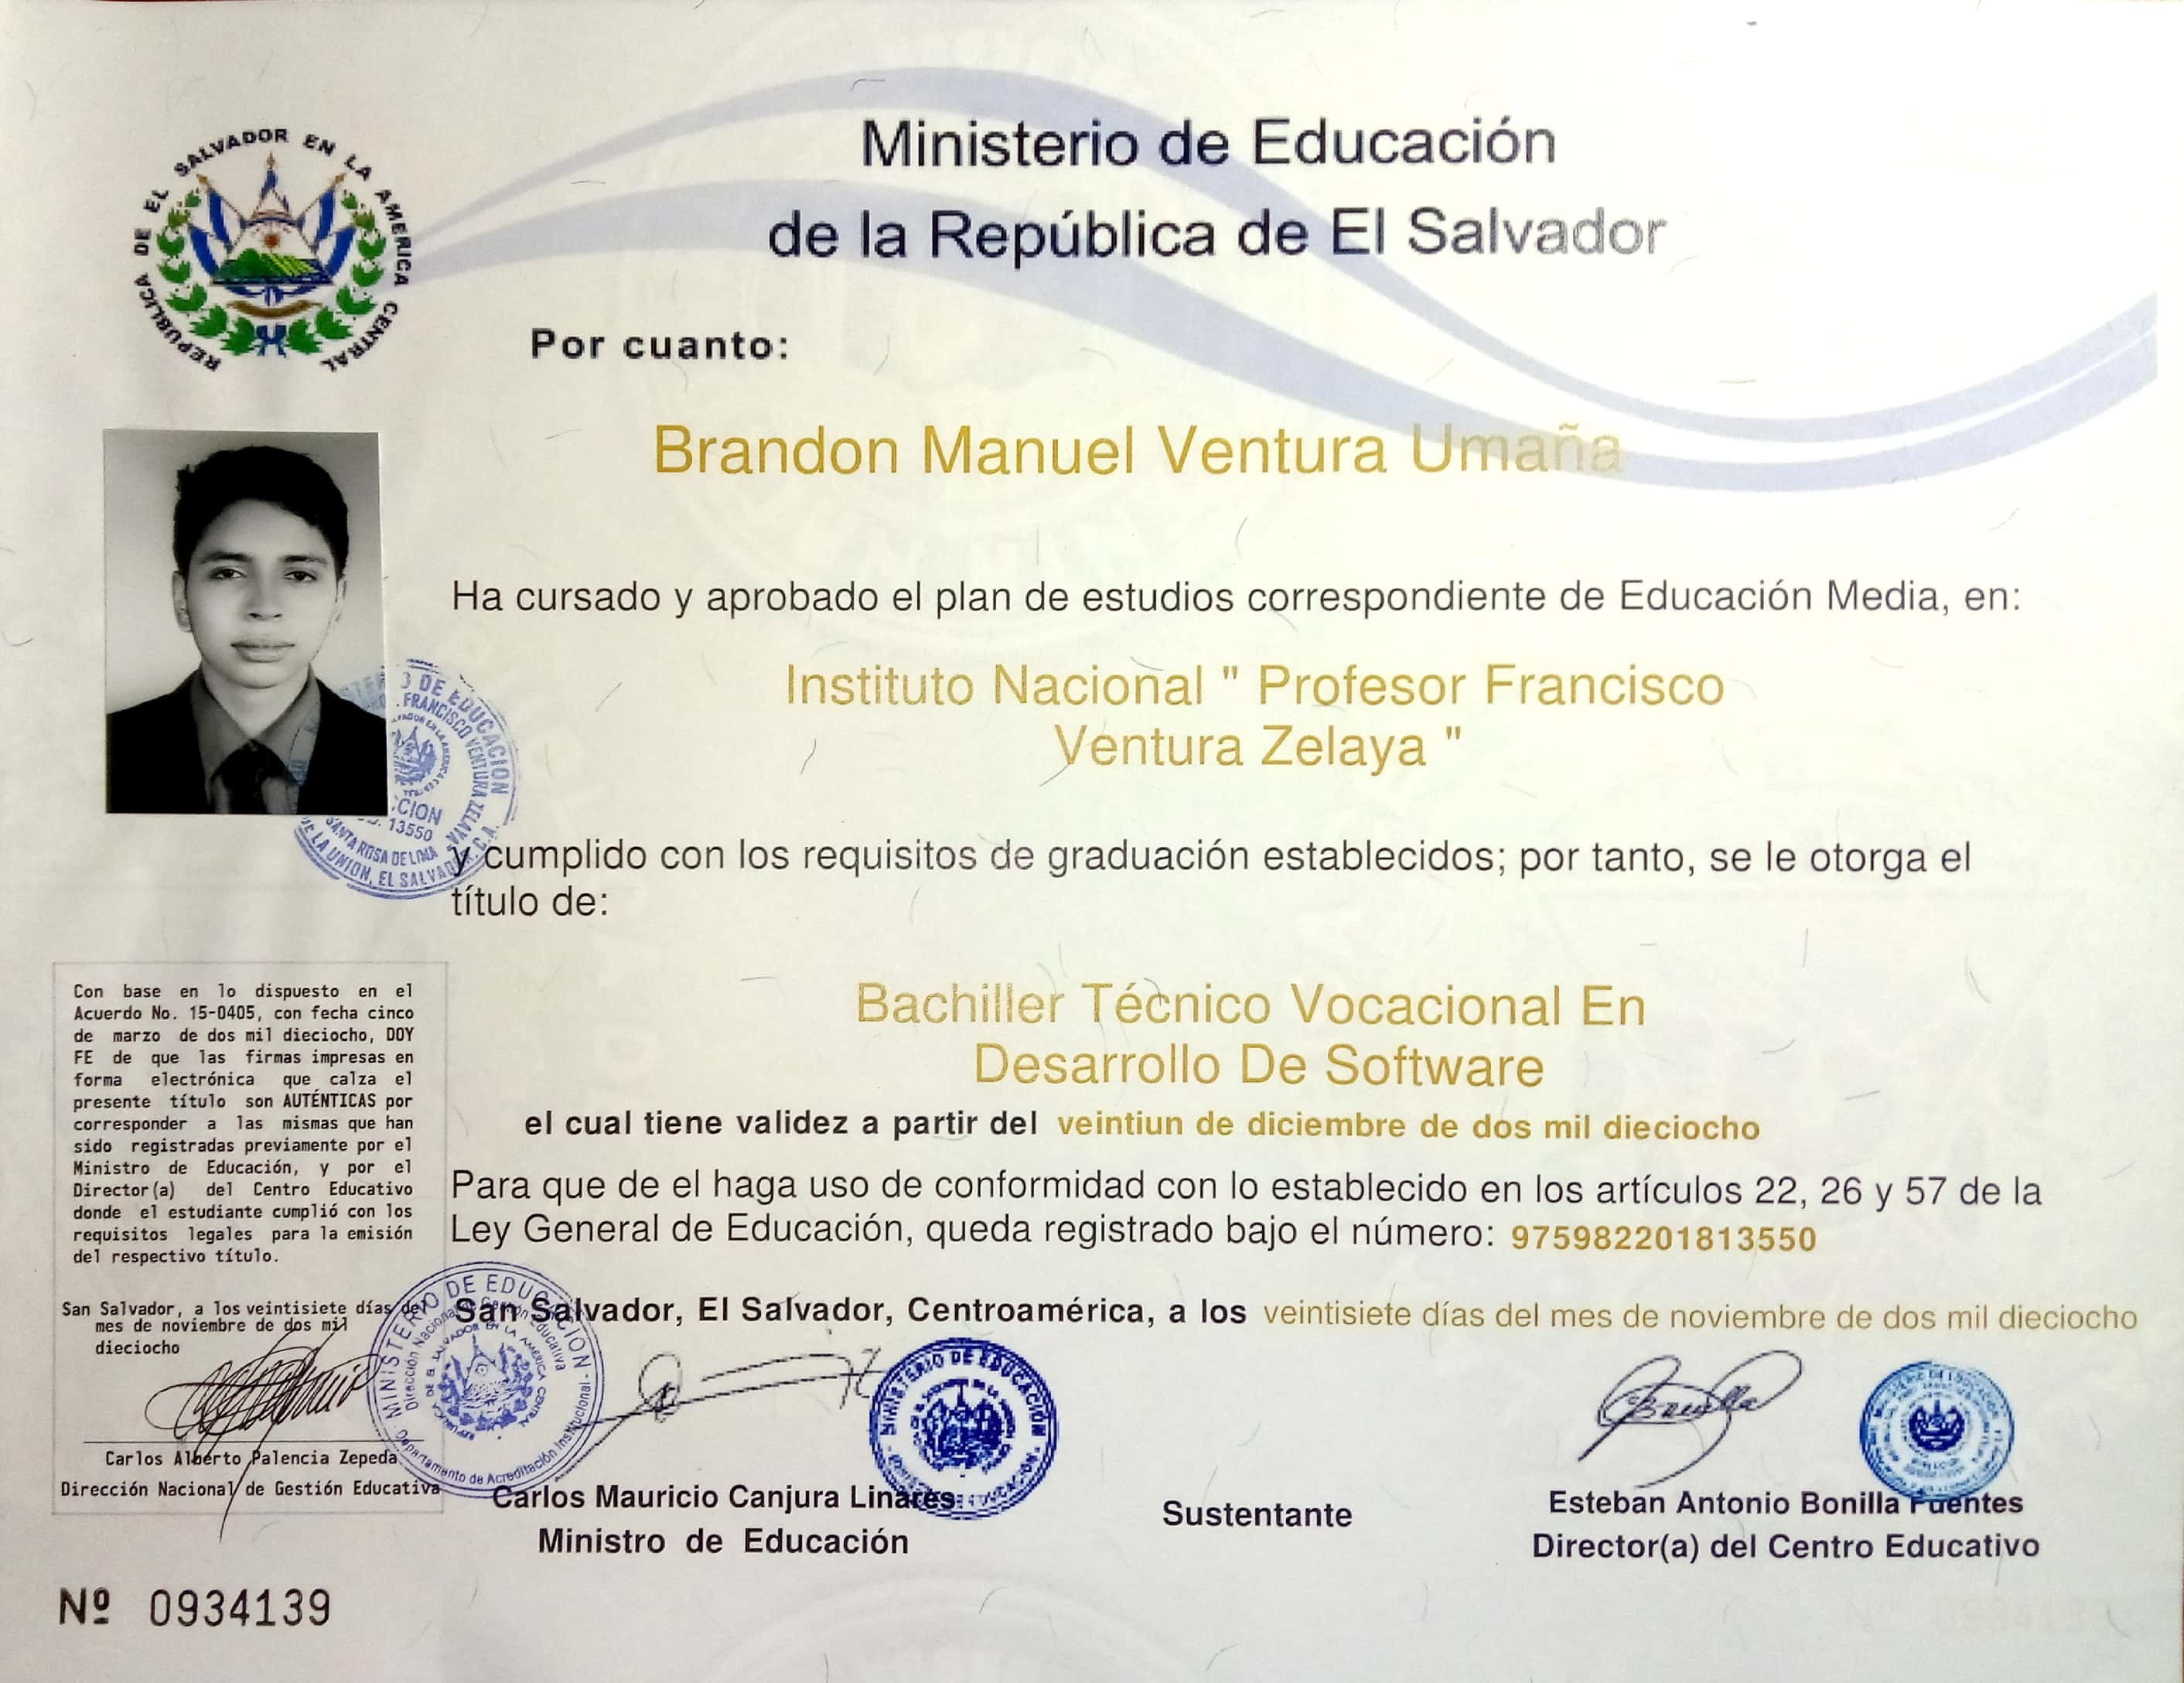 REPUBLICA DE EL SALVADOR EN LA AMERICA CENTRAL
Ministerio de Educación
de la República de El Salvador
Por cuanto:
Brandon Manuel Ventura Umaña
Ha cursado y aprobado el plan de estudios correspondiente de Educación Media, en:
Instituto Nacional " Profesor Francisco
Ventura Zelaya "
DE EDUCACION
FRANCISCO VENTURA ZELAYA
13550
SANTA ROSA DE LIMA
DE LA UNION, EL SALVADOR, C.A.
y cumplido con los requisitos de graduación establecidos; por tanto, se le otorga el
título de:
Bachiller Técnico Vocacional En
Desarrollo De Software
el cual tiene validez a partir del veintiun de diciembre de dos mil dieciocho
Para que de el haga uso de conformidad con lo establecido en los artículos 22, 26 y 57 de la
Ley General de Educación, queda registrado bajo el número: 975982201813550
San Salvador, El Salvador, Centroamérica, a los veintisiete días del mes de noviembre de dos mil dieciocho
Con base en lo dispuesto en el
Acuerdo No. 15-0405, con fecha cinco
de marzo de dos mil dieciocho, DOY
FE de que las firmas impresas en
forma electrónica que calza el
presente título son AUTÉNTICAS por
corresponder a las mismas que han
sido registradas previamente por el
Ministro de Educación, y por el
Director(a) del Centro Educativo
donde el estudiante cumplió con los
requisitos legales para la emisión
del respectivo título.
San Salvador, a los veintisiete días del
mes de noviembre de dos mil
dieciocho
Carlos Alberto Palencia Zepeda
Dirección Nacional de Gestión Educativa
MINISTERIO DE EDUCACIÓN
Dirección Nacional de Gestión Educativa
Departamento de Acreditación Institucional
MINISTERIO DE EDUCACIÓN
Carlos Mauricio Canjura Linares
Ministro de Educación
Sustentante
Esteban Antonio Bonilla Fuentes
Director(a) del Centro Educativo
Nº 0934139